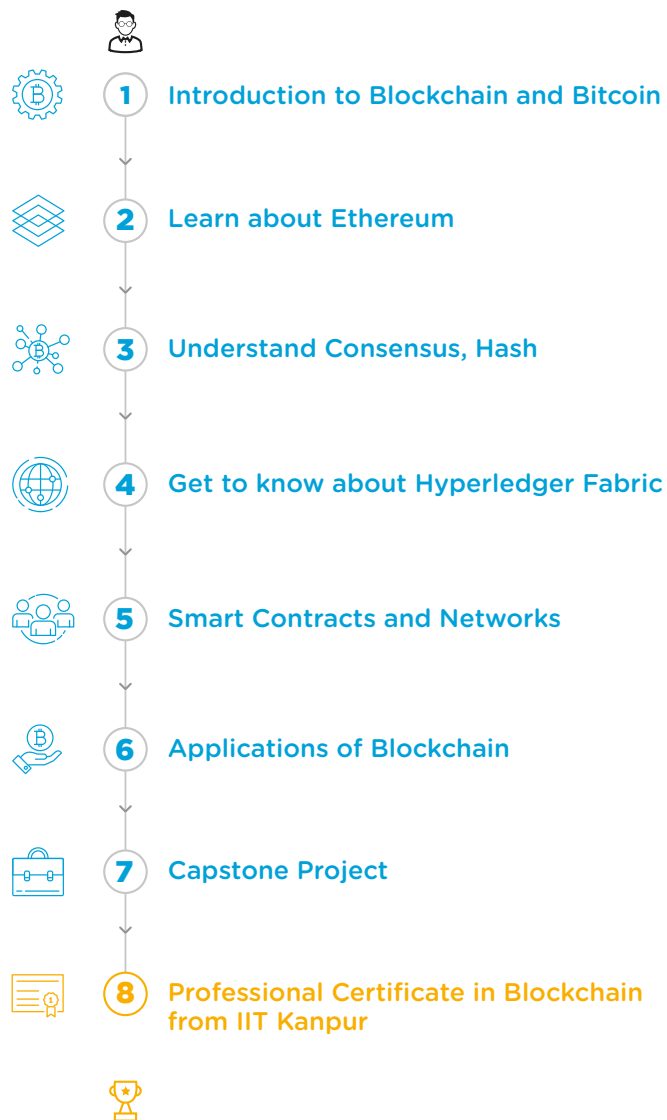 1 Introduction to Blockchain and Bitcoin
2 Learn about Ethereum
3 Understand Consensus, Hash
4 Get to know about Hyperledger Fabric
5 Smart Contracts and Networks
6 Applications of Blockchain
7 Capstone Project
8 Professional Certificate in Blockchain
from IIT Kanpur